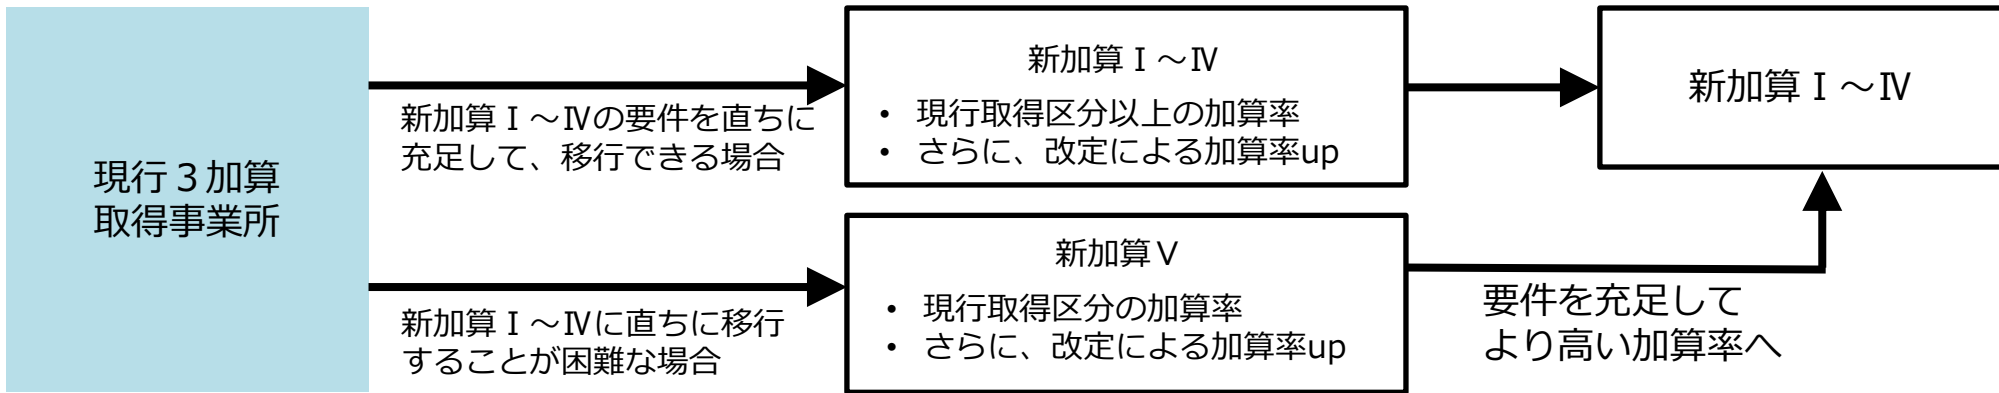 現行３加算
取得事業所
新加算Ⅰ～Ⅳの要件を直ちに
充足して、移行できる場合
新加算Ⅰ～Ⅳに直ちに移行
することが困難な場合
新加算Ⅰ～Ⅳ
• 現行取得区分以上の加算率
• さらに、改定による加算率up
新加算Ⅴ
• 現行取得区分の加算率
• さらに、改定による加算率up
要件を充足して
より高い加算率へ
新加算Ⅰ～Ⅳ